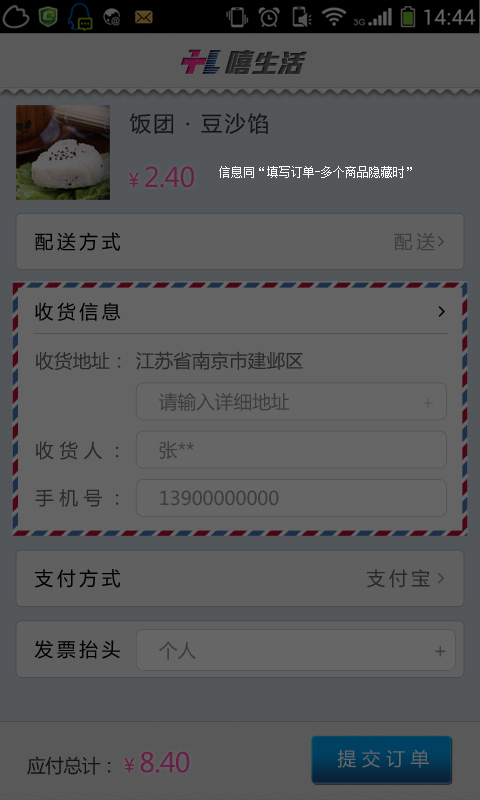 3G 14:44
嘻生活
饭团 · 豆沙馅
¥ 2.40
信息同“填写订单-多个商品隐藏时”
配送方式 配送
收货信息
收货地址： 江苏省南京市建邺区
请输入详细地址 +
收货人： 张**
手机号： 13900000000
支付方式 支付宝
发票抬头 个人 +
应付总计： ¥ 8.40 提交订单